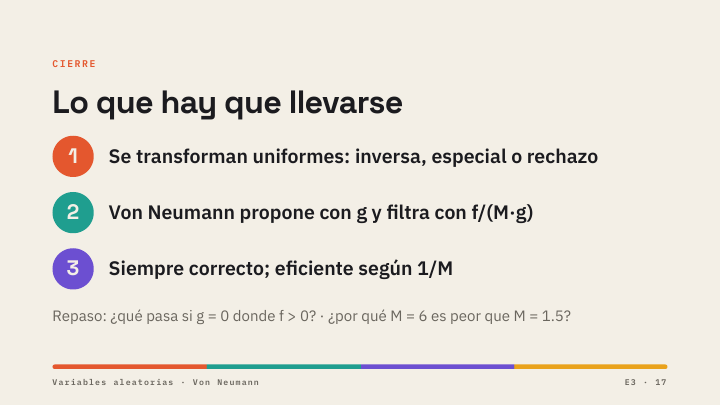 CIERRE
Lo que hay que llevarse
1
Se transforman uniformes: inversa, especial o rechazo
2
Von Neumann propone con g y filtra con f/(M·g)
3
Siempre correcto; eficiente según 1/M
Repaso: ¿qué pasa si g = 0 donde f > 0? · ¿por qué M = 6 es peor que M = 1.5?
Variables aleatorias · Von Neumann
E3 · 17